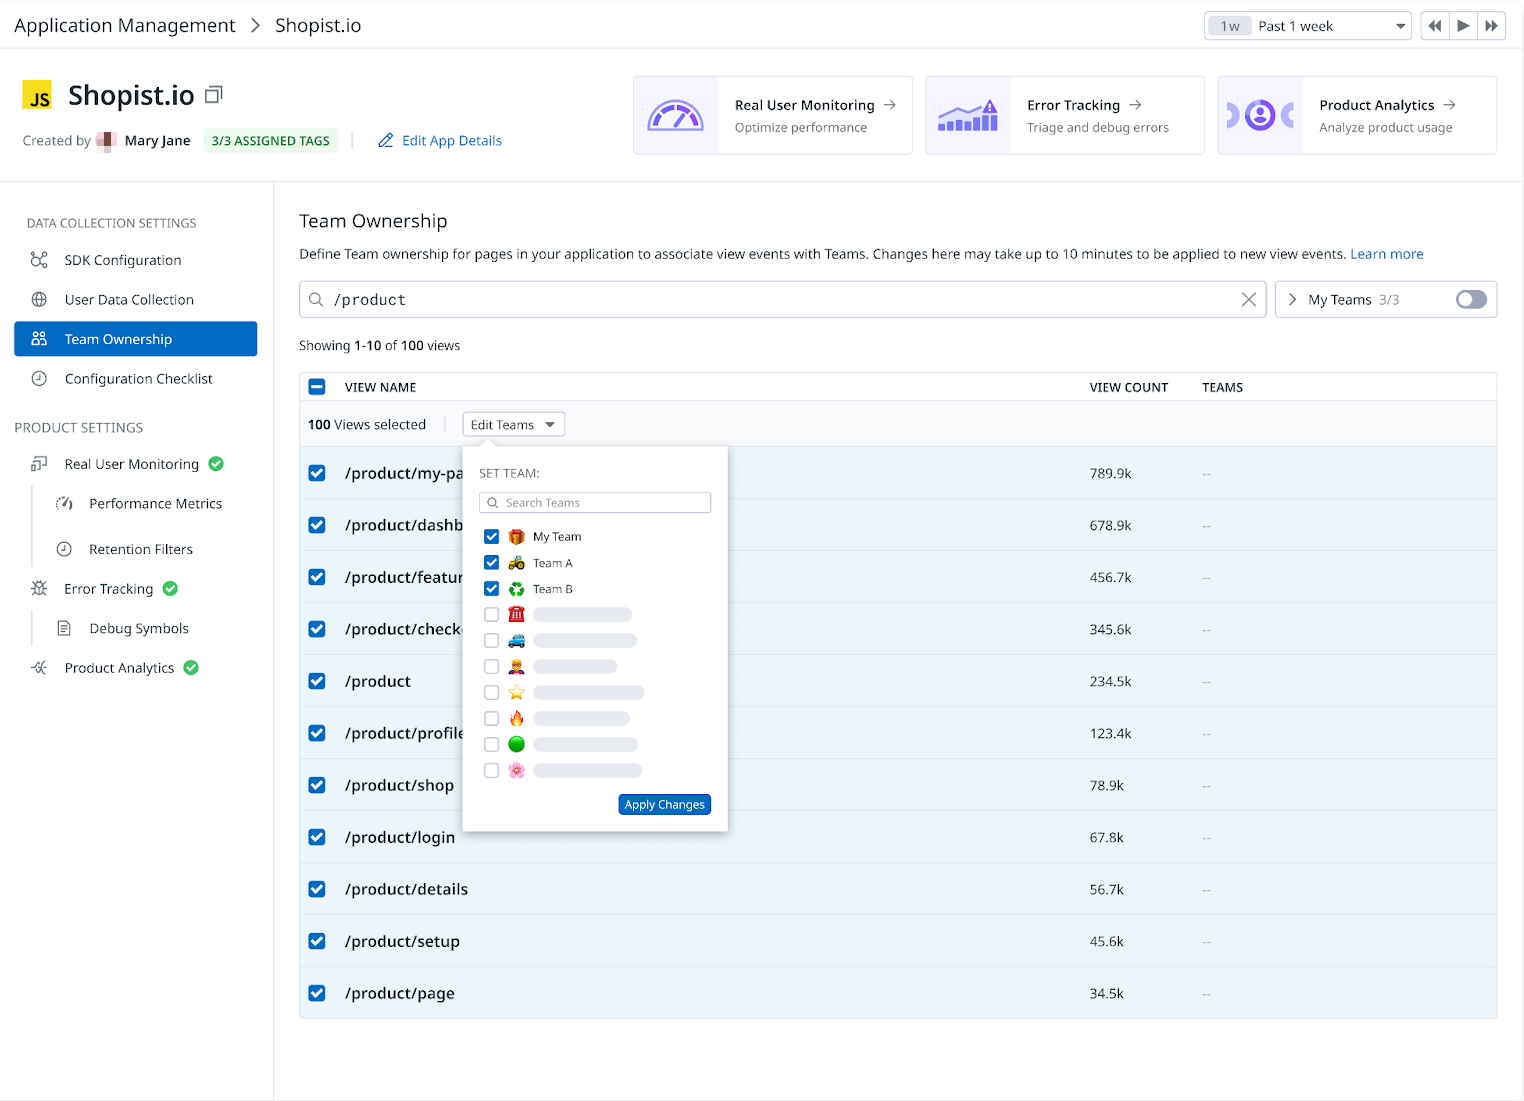 Application Management > Shopist.io
1w Past 1 week
JS Shopist.io
Created by Mary Jane 3/3 ASSIGNED TAGS Edit App Details
Real User Monitoring →
Optimize performance
Error Tracking →
Triage and debug errors
Product Analytics →
Analyze product usage
DATA COLLECTION SETTINGS
SDK Configuration
User Data Collection
Team Ownership
Configuration Checklist
PRODUCT SETTINGS
Real User Monitoring
Performance Metrics
Retention Filters
Error Tracking
Debug Symbols
Product Analytics
Team Ownership
Define Team ownership for pages in your application to associate view events with Teams. Changes here may take up to 10 minutes to be applied to new view events. Learn more
/product
My Teams 3/3
Showing 1-10 of 100 views
VIEW NAME VIEW COUNT TEAMS
100 Views selected Edit Teams
/product/my-pa 789.9k --
/product/dashb 678.9k --
/product/featur 456.7k --
/product/check 345.6k --
/product 234.5k --
/product/profile 123.4k --
/product/shop 78.9k --
/product/login 67.8k --
/product/details 56.7k --
/product/setup 45.6k --
/product/page 34.5k --
SET TEAM:
Search Teams
My Team
Team A
Team B
Apply Changes